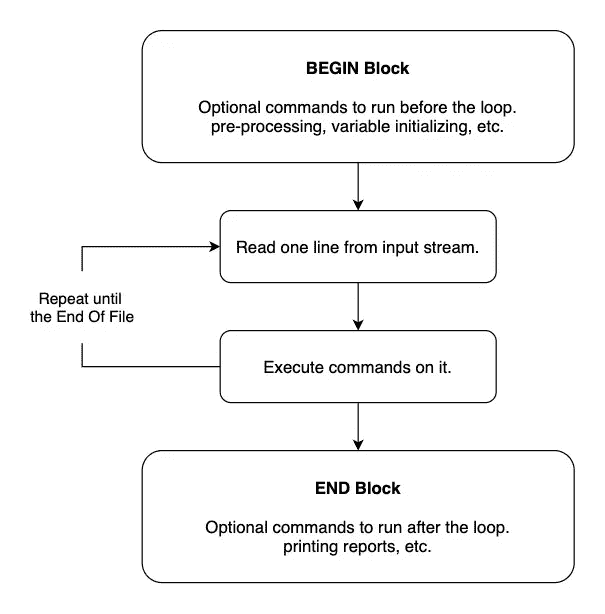 BEGIN Block
Optional commands to run before the loop.
pre-processing, variable initializing, etc.
Read one line from input stream.
Repeat until
the End Of File
Execute commands on it.
END Block
Optional commands to run after the loop.
printing reports, etc.